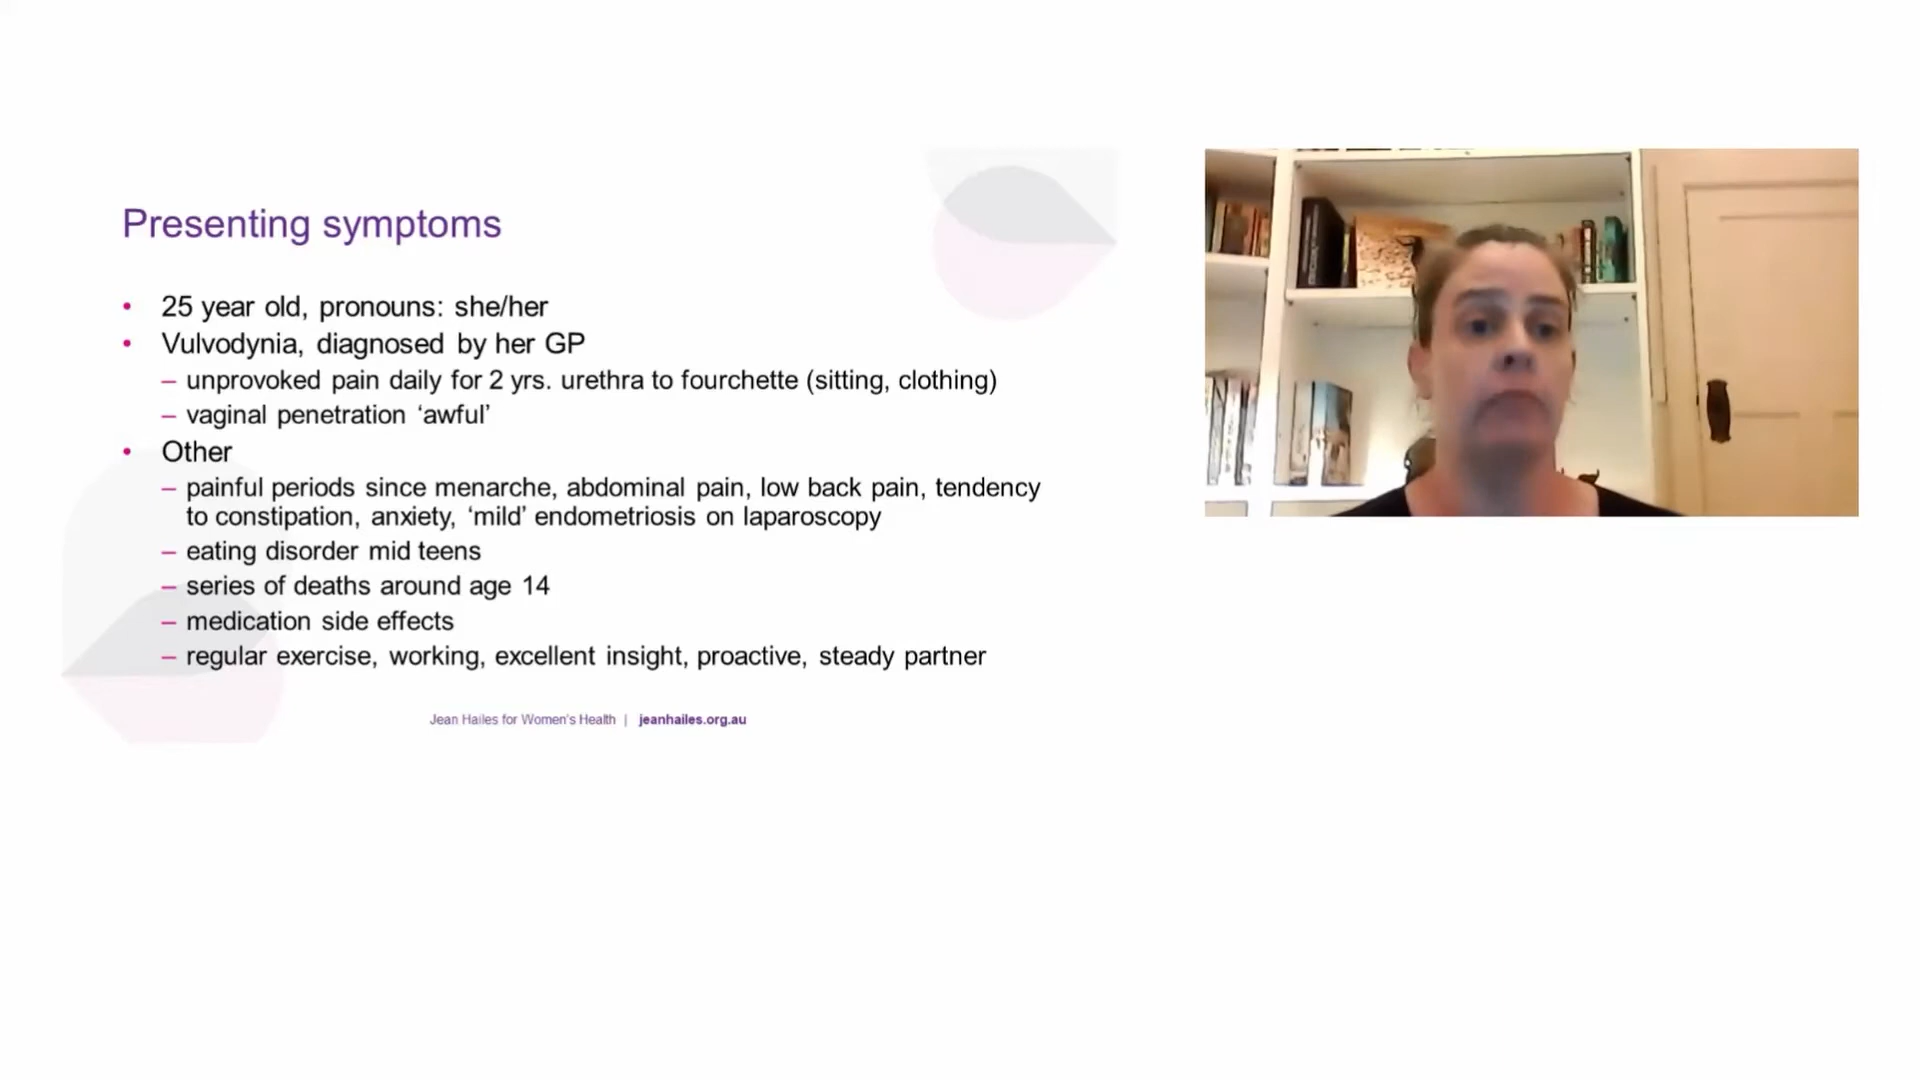 Presenting symptoms
• 25 year old, pronouns: she/her
• Vulvodynia, diagnosed by her GP
– unprovoked pain daily for 2 yrs. urethra to fourchette (sitting, clothing)
– vaginal penetration ‘awful’
• Other
– painful periods since menarche, abdominal pain, low back pain, tendency
to constipation, anxiety, ‘mild’ endometriosis on laparoscopy
– eating disorder mid teens
– series of deaths around age 14
– medication side effects
– regular exercise, working, excellent insight, proactive, steady partner
Jean Hailes for Women's Health | jeanhailes.org.au